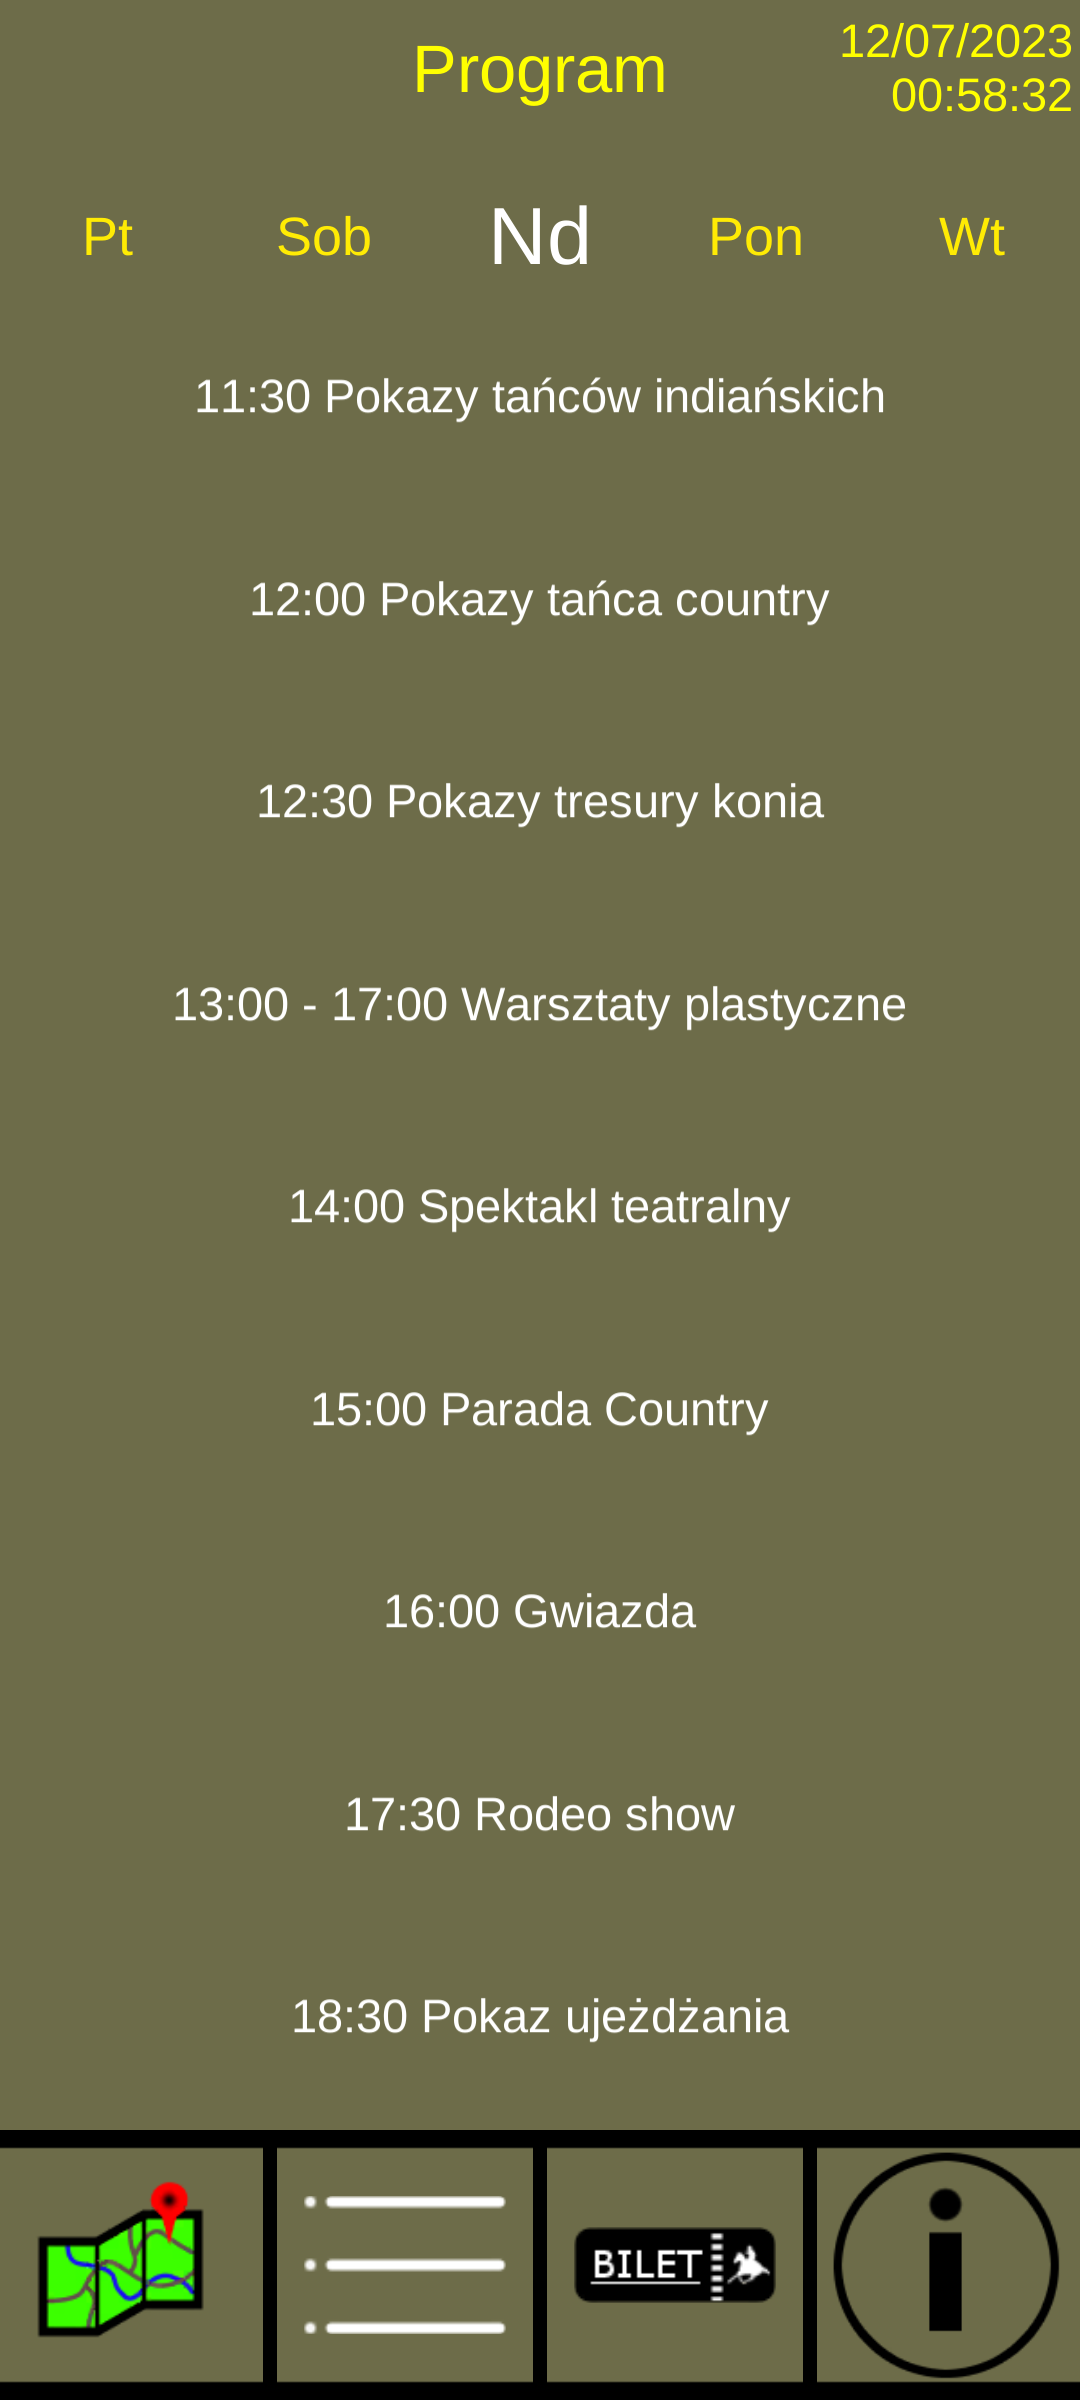 Program
12/07/2023
00:58:32
Pt Sob Nd Pon Wt
11:30 Pokazy tańców indiańskich
12:00 Pokazy tańca country
12:30 Pokazy tresury konia
13:00 - 17:00 Warsztaty plastyczne
14:00 Spektakl teatralny
15:00 Parada Country
16:00 Gwiazda
17:30 Rodeo show
18:30 Pokaz ujeżdżania
BILET